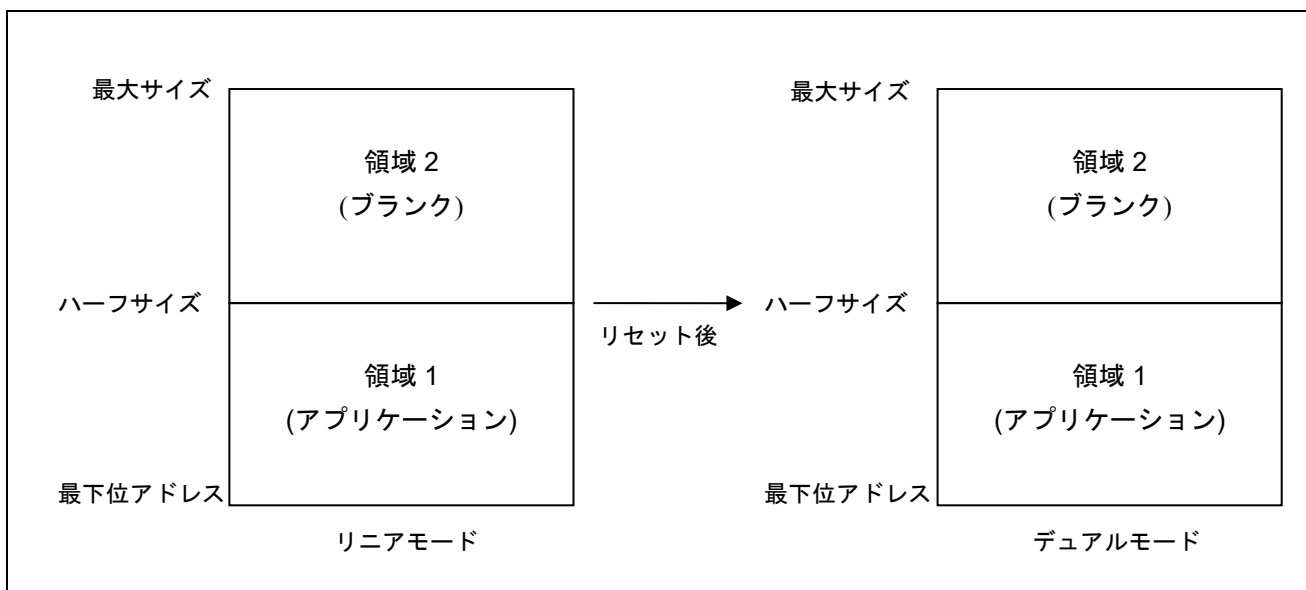 最大サイズ
領域 2
(ブランク)
ハーフサイズ
領域 1
(アプリケーション)
最下位アドレス
リニアモード
リセット後
最大サイズ
領域 2
(ブランク)
ハーフサイズ
領域 1
(アプリケーション)
最下位アドレス
デュアルモード